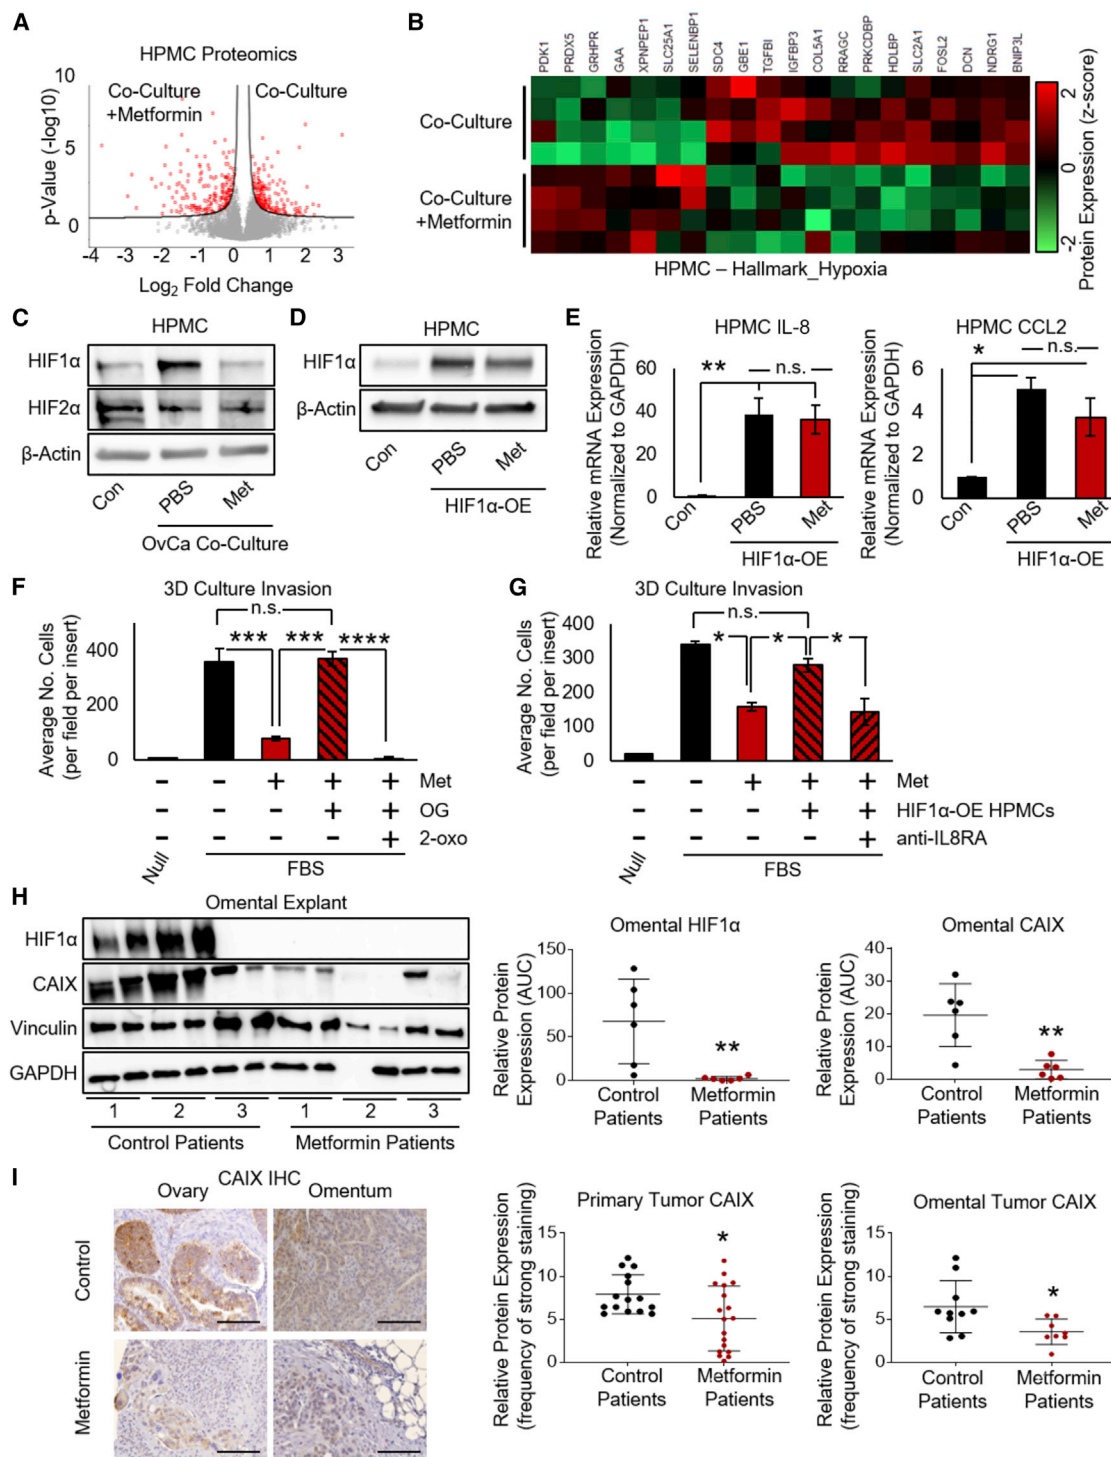 A
HPMC Proteomics
Co-Culture
+Metformin
Co-Culture
p-Value (-log10)
10
5
0
-4 -3 -2 -1 0 1 2 3
Log2 Fold Change
B
PDK1
PRDX5
GRHPR
GAA
XPNPEP1
SLC25A1
SELENBP1
SDC4
GBE1
TGFBI
IGFBP3
COL5A1
RRAGC
PRKCDBP
HDLBP
SLC2A1
FOSL2
DCN
NDRG1
BNIP3L
Co-Culture
Co-Culture
+Metformin
HPMC – Hallmark_Hypoxia
2
0
-2
Protein Expression (z-score)
C
HPMC
HIF1α
HIF2α
β-Actin
Con PBS Met
OvCa Co-Culture
D
HPMC
HIF1α
β-Actin
Con PBS Met
HIF1α-OE
E
HPMC IL-8
Relative mRNA Expression
(Normalized to GAPDH)
60
40
20
0
** n.s.
Con PBS Met
HIF1α-OE
HPMC CCL2
Relative mRNA Expression
(Normalized to GAPDH)
6
4
2
0
n.s.
*
Con PBS Met
HIF1α-OE
F
3D Culture Invasion
Average No. Cells
(per field per insert)
400
200
0
n.s.
*** *** ****
- - + + + Met
- - - + + OG
- - - - + 2-oxo
Null
FBS
G
3D Culture Invasion
Average No. Cells
(per field per insert)
400
300
200
100
0
n.s.
* * *
- - + + + Met
- - - + + HIF1α-OE HPMCs
- - - - + anti-IL8RA
Null
FBS
H
Omental Explant
HIF1α
CAIX
Vinculin
GAPDH
1 2 3 1 2 3
Control Patients Metformin Patients
Omental HIF1α
Relative Protein
Expression (AUC)
150
100
50
0
**
Control
Patients
Metformin
Patients
Omental CAIX
Relative Protein
Expression (AUC)
40
30
20
10
0
**
Control
Patients
Metformin
Patients
I
CAIX IHC
Ovary Omentum
Control
Metformin
Primary Tumor CAIX
Relative Protein Expression
(frequency of strong staining)
15
10
5
0
*
Control
Patients
Metformin
Patients
Omental Tumor CAIX
Relative Protein Expression
(frequency of strong staining)
15
10
5
0
*
Control
Patients
Metformin
Patients